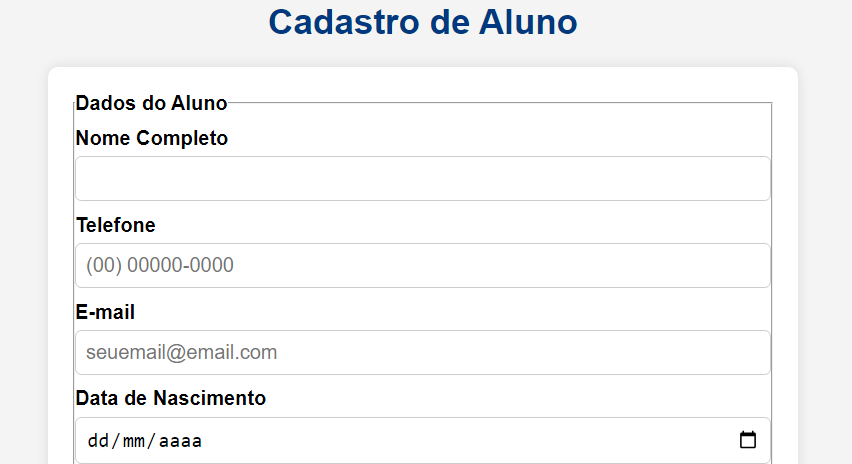 Cadastro de Aluno
Dados do Aluno
Nome Completo
Telefone
(00) 00000-0000
E-mail
seuemail@email.com
Data de Nascimento
dd/mm/aaaa